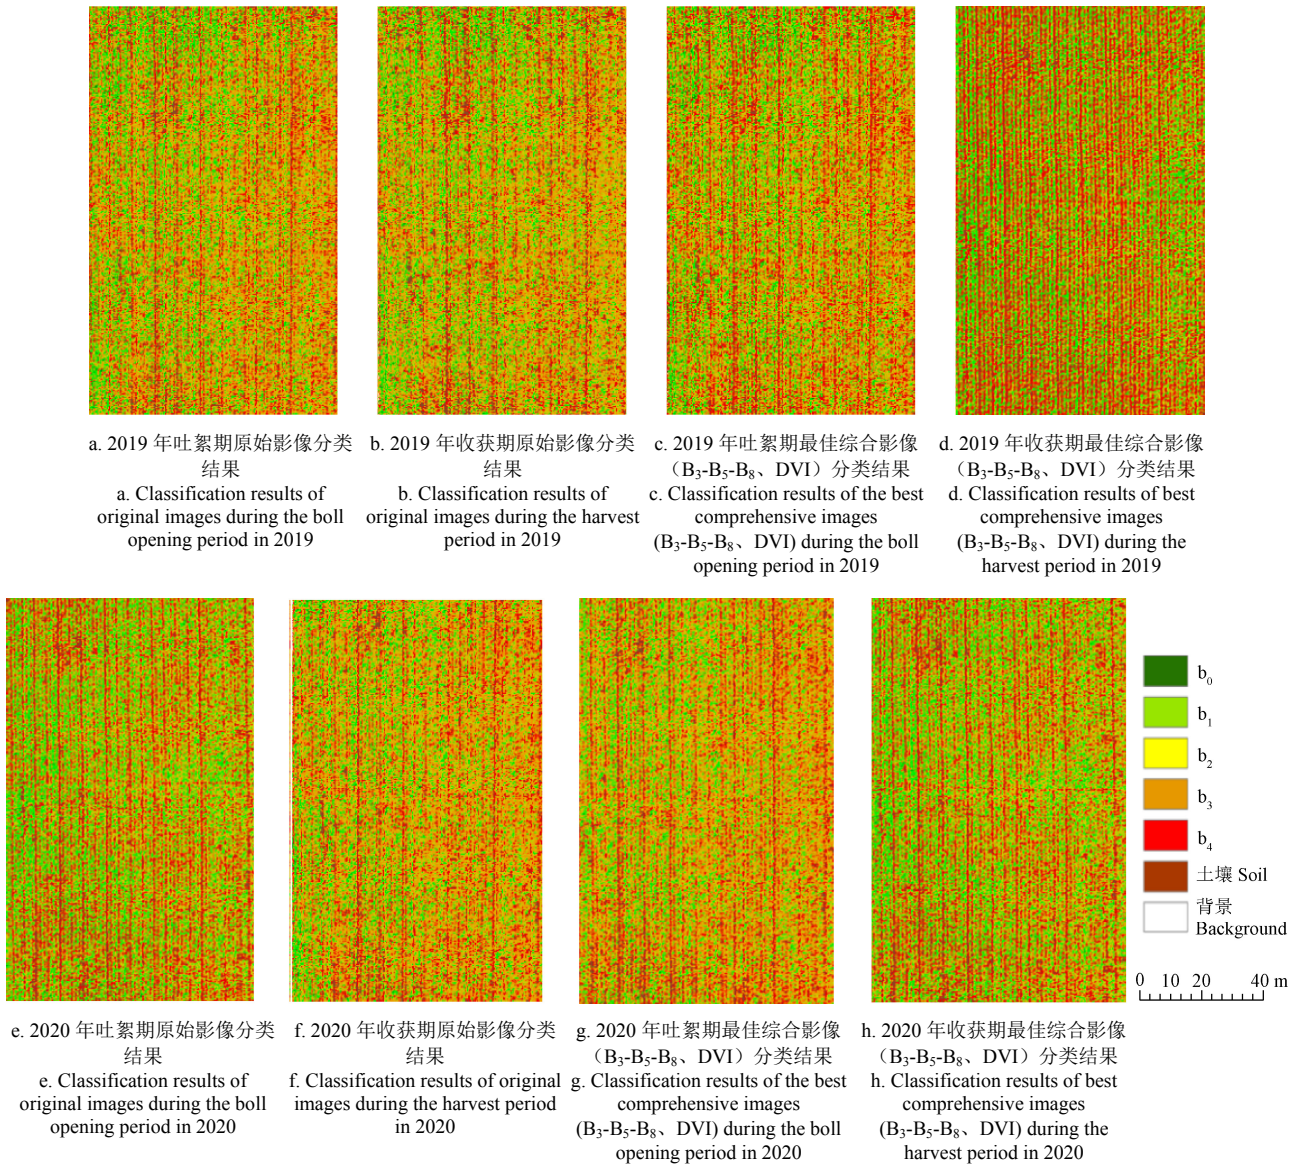 a. 2019 年吐絮期原始影像分类
结果
a. Classification results of
original images during the boll
opening period in 2019
b. 2019 年收获期原始影像分类
结果
b. Classification results of
original images during the harvest
period in 2019
c. 2019 年吐絮期最佳综合影像
（B₃-B₅-B₈、DVI）分类结果
c. Classification results of the best
comprehensive images
(B₃-B₅-B₈、DVI) during the boll
opening period in 2019
d. 2019 年收获期最佳综合影像
（B₃-B₅-B₈、DVI）分类结果
d. Classification results of best
comprehensive images
(B₃-B₅-B₈、DVI) during the
harvest period in 2019
b₀
b₁
b₂
b₃
b₄
土壤 Soil
背景
Background
0 10 20 40 m
e. 2020 年吐絮期原始影像分类
结果
e. Classification results of
original images during the boll
opening period in 2020
f. 2020 年收获期原始影像分类
结果
f. Classification results of original
images during the harvest period
in 2020
g. 2020 年吐絮期最佳综合影像
（B₃-B₅-B₈、DVI）分类结果
g. Classification results of the best
comprehensive images
(B₃-B₅-B₈、DVI) during the boll
opening period in 2020
h. 2020 年收获期最佳综合影像
（B₃-B₅-B₈、DVI）分类结果
h. Classification results of best
comprehensive images
(B₃-B₅-B₈、DVI) during the
harvest period in 2020